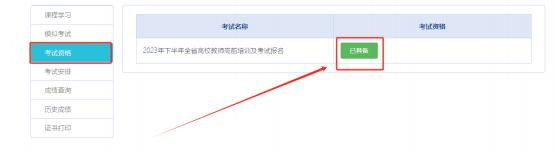 课程学习
模拟考试
考试资格
考试安排
成绩查询
历史成绩
证书打印
考试名称 考试资格
2023年下半年全省高校教师岗前培训及考试报名 已具备